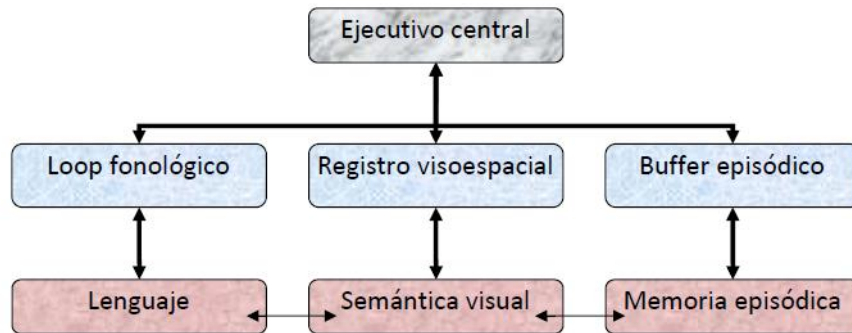 Ejecutivo central
Loop fonológico
Registro visoespacial
Buffer episódico
Lenguaje
Semántica visual
Memoria episódica